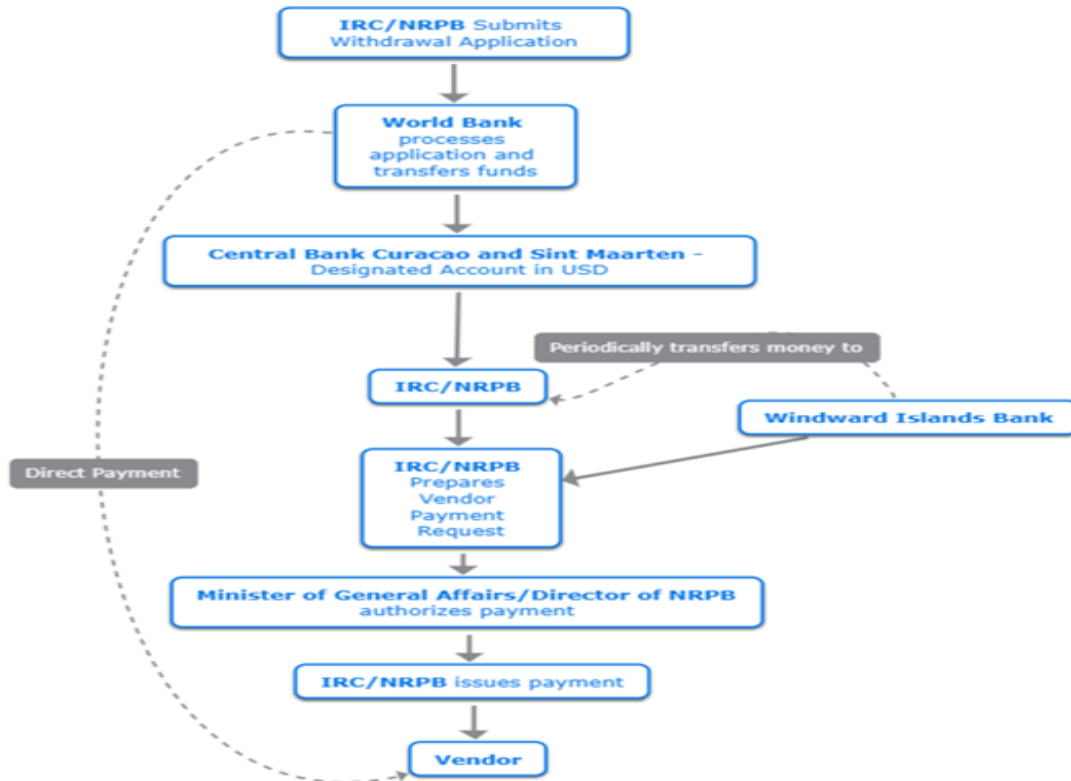 IRC/NRPB Submits
Withdrawal Application
World Bank
processes
application and
transfers funds
Central Bank Curacao and Sint Maarten -
Designated Account in USD
Periodically transfers money to
IRC/NRPB
Windward Islands Bank
Direct Payment
IRC/NRPB
Prepares
Vendor
Payment
Request
Minister of General Affairs/Director of NRPB
authorizes payment
IRC/NRPB issues payment
Vendor